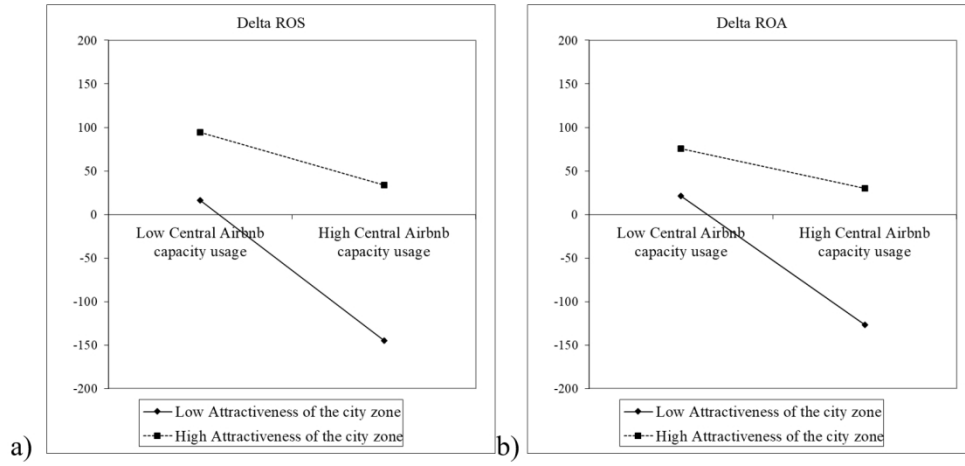 Delta ROS
200
150
100
50
0
-50
-100
-150
-200
Low Central Airbnb
capacity usage
High Central Airbnb
capacity usage
Low Attractiveness of the city zone
High Attractiveness of the city zone
a)
Delta ROA
200
150
100
50
0
-50
-100
-150
-200
Low Central Airbnb
capacity usage
High Central Airbnb
capacity usage
Low Attractiveness of the city zone
High Attractiveness of the city zone
b)